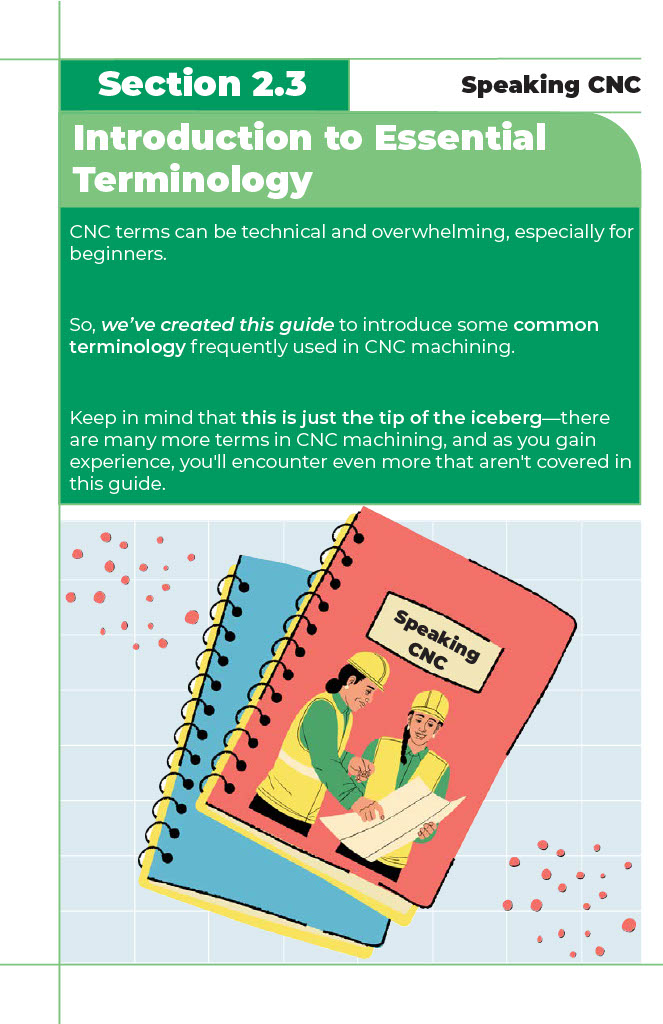 Section 2.3
Speaking CNC
Introduction to Essential
Terminology
CNC terms can be technical and overwhelming, especially for
beginners.
So, we’ve created this guide to introduce some common
terminology frequently used in CNC machining.
Keep in mind that this is just the tip of the iceberg—there
are many more terms in CNC machining, and as you gain
experience, you'll encounter even more that aren't covered in
this guide.
Speaking
CNC